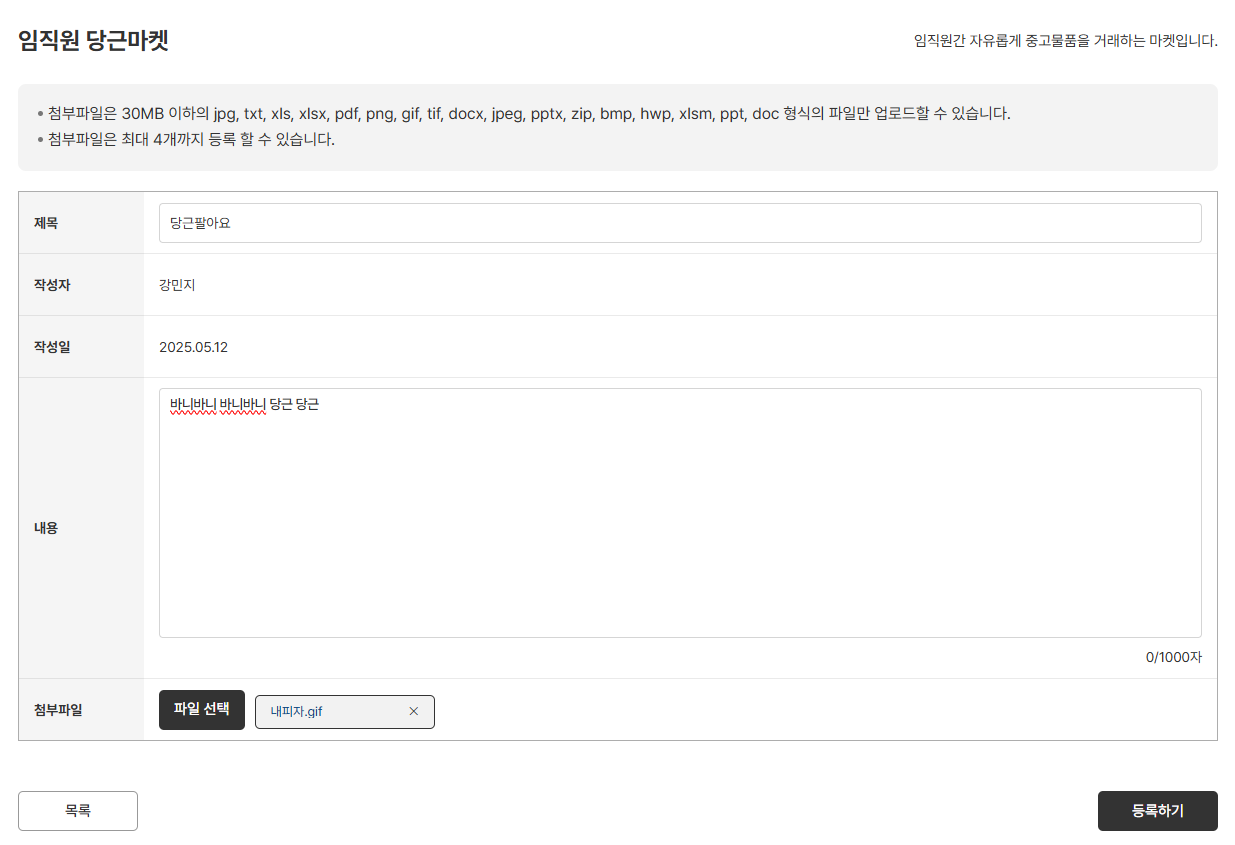 임직원 당근마켓
임직원간 자유롭게 중고물품을 거래하는 마켓입니다.
• 첨부파일은 30MB 이하의 jpg, txt, xls, xlsx, pdf, png, gif, tif, docx, jpeg, pptx, zip, bmp, hwp, xlsm, ppt, doc 형식의 파일만 업로드할 수 있습니다.
• 첨부파일은 최대 4개까지 등록 할 수 있습니다.
제목 당근팔아요
작성자 강민지
작성일 2025.05.12
바니바니 바니바니 당근 당근
내용
0/1000자
첨부파일 파일 선택 내피자.gif ×
목록 등록하기